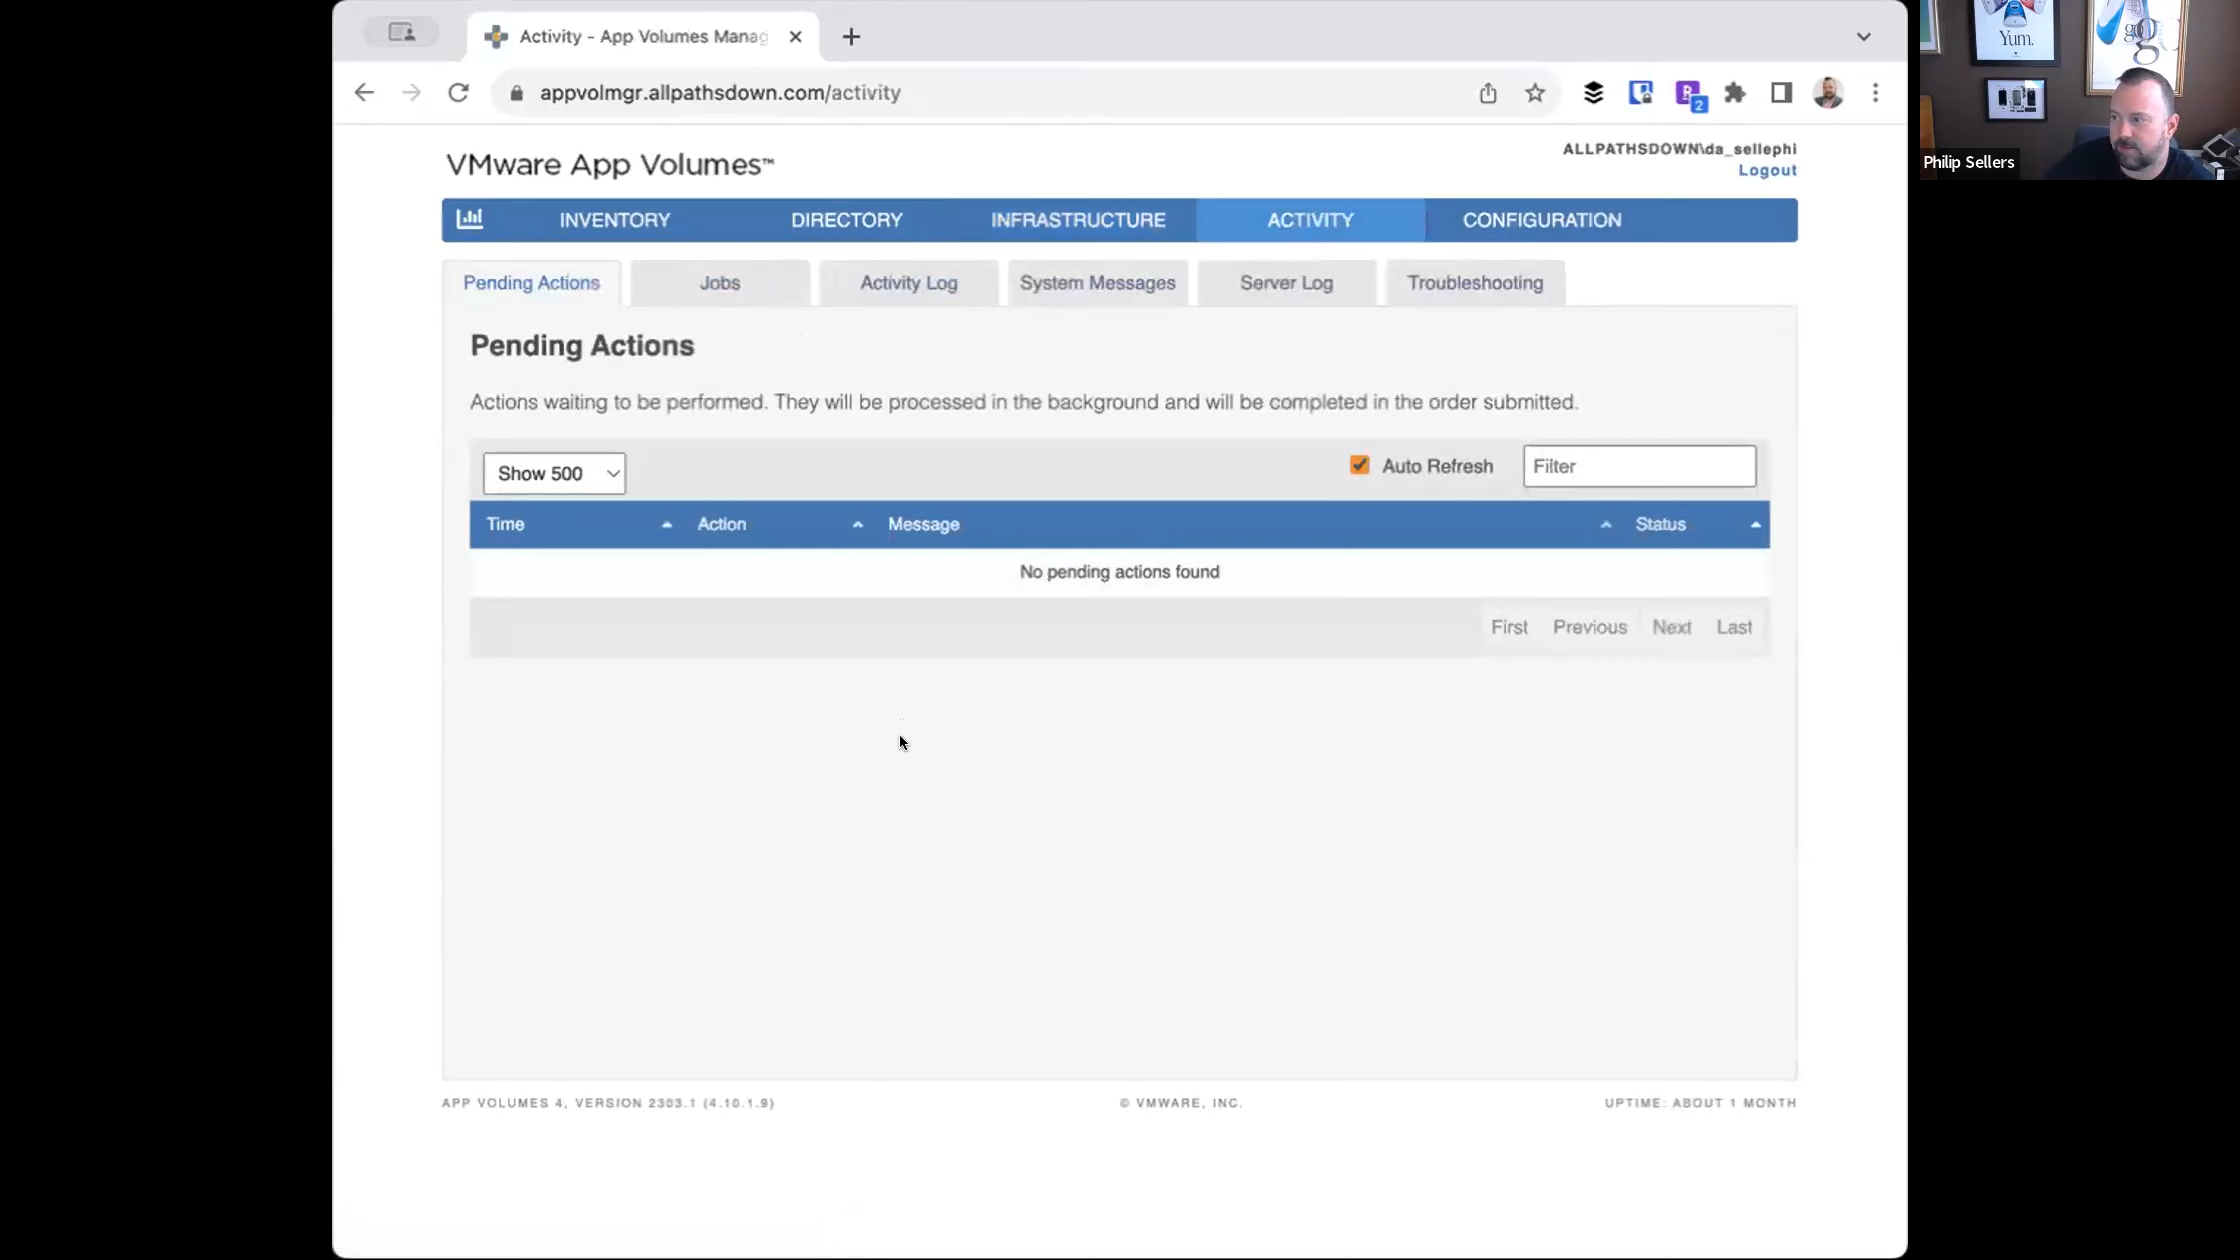 Activity - App Volumes Manag
appvolmgr.allpathsdown.com/activity
2
Yum.
go
g
Philip Sellers
VMware App Volumes™
ALLPATHSDOWN\da_sellephi
Logout
INVENTORY DIRECTORY INFRASTRUCTURE ACTIVITY CONFIGURATION
Pending Actions Jobs Activity Log System Messages Server Log Troubleshooting
Pending Actions
Actions waiting to be performed. They will be processed in the background and will be completed in the order submitted.
Show 500 Auto Refresh Filter
Time Action Message Status
No pending actions found
First Previous Next Last
APP VOLUMES 4, VERSION 2303.1 (4.10.1.9) © VMWARE, INC. UPTIME: ABOUT 1 MONTH